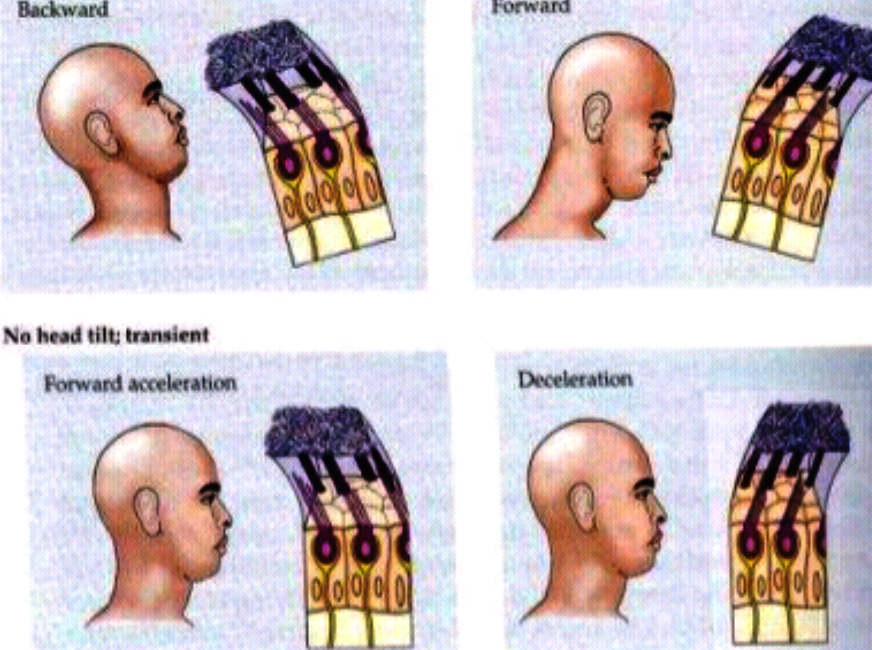 Backward
Forward
No head tilt; transient
Forward acceleration
Deceleration